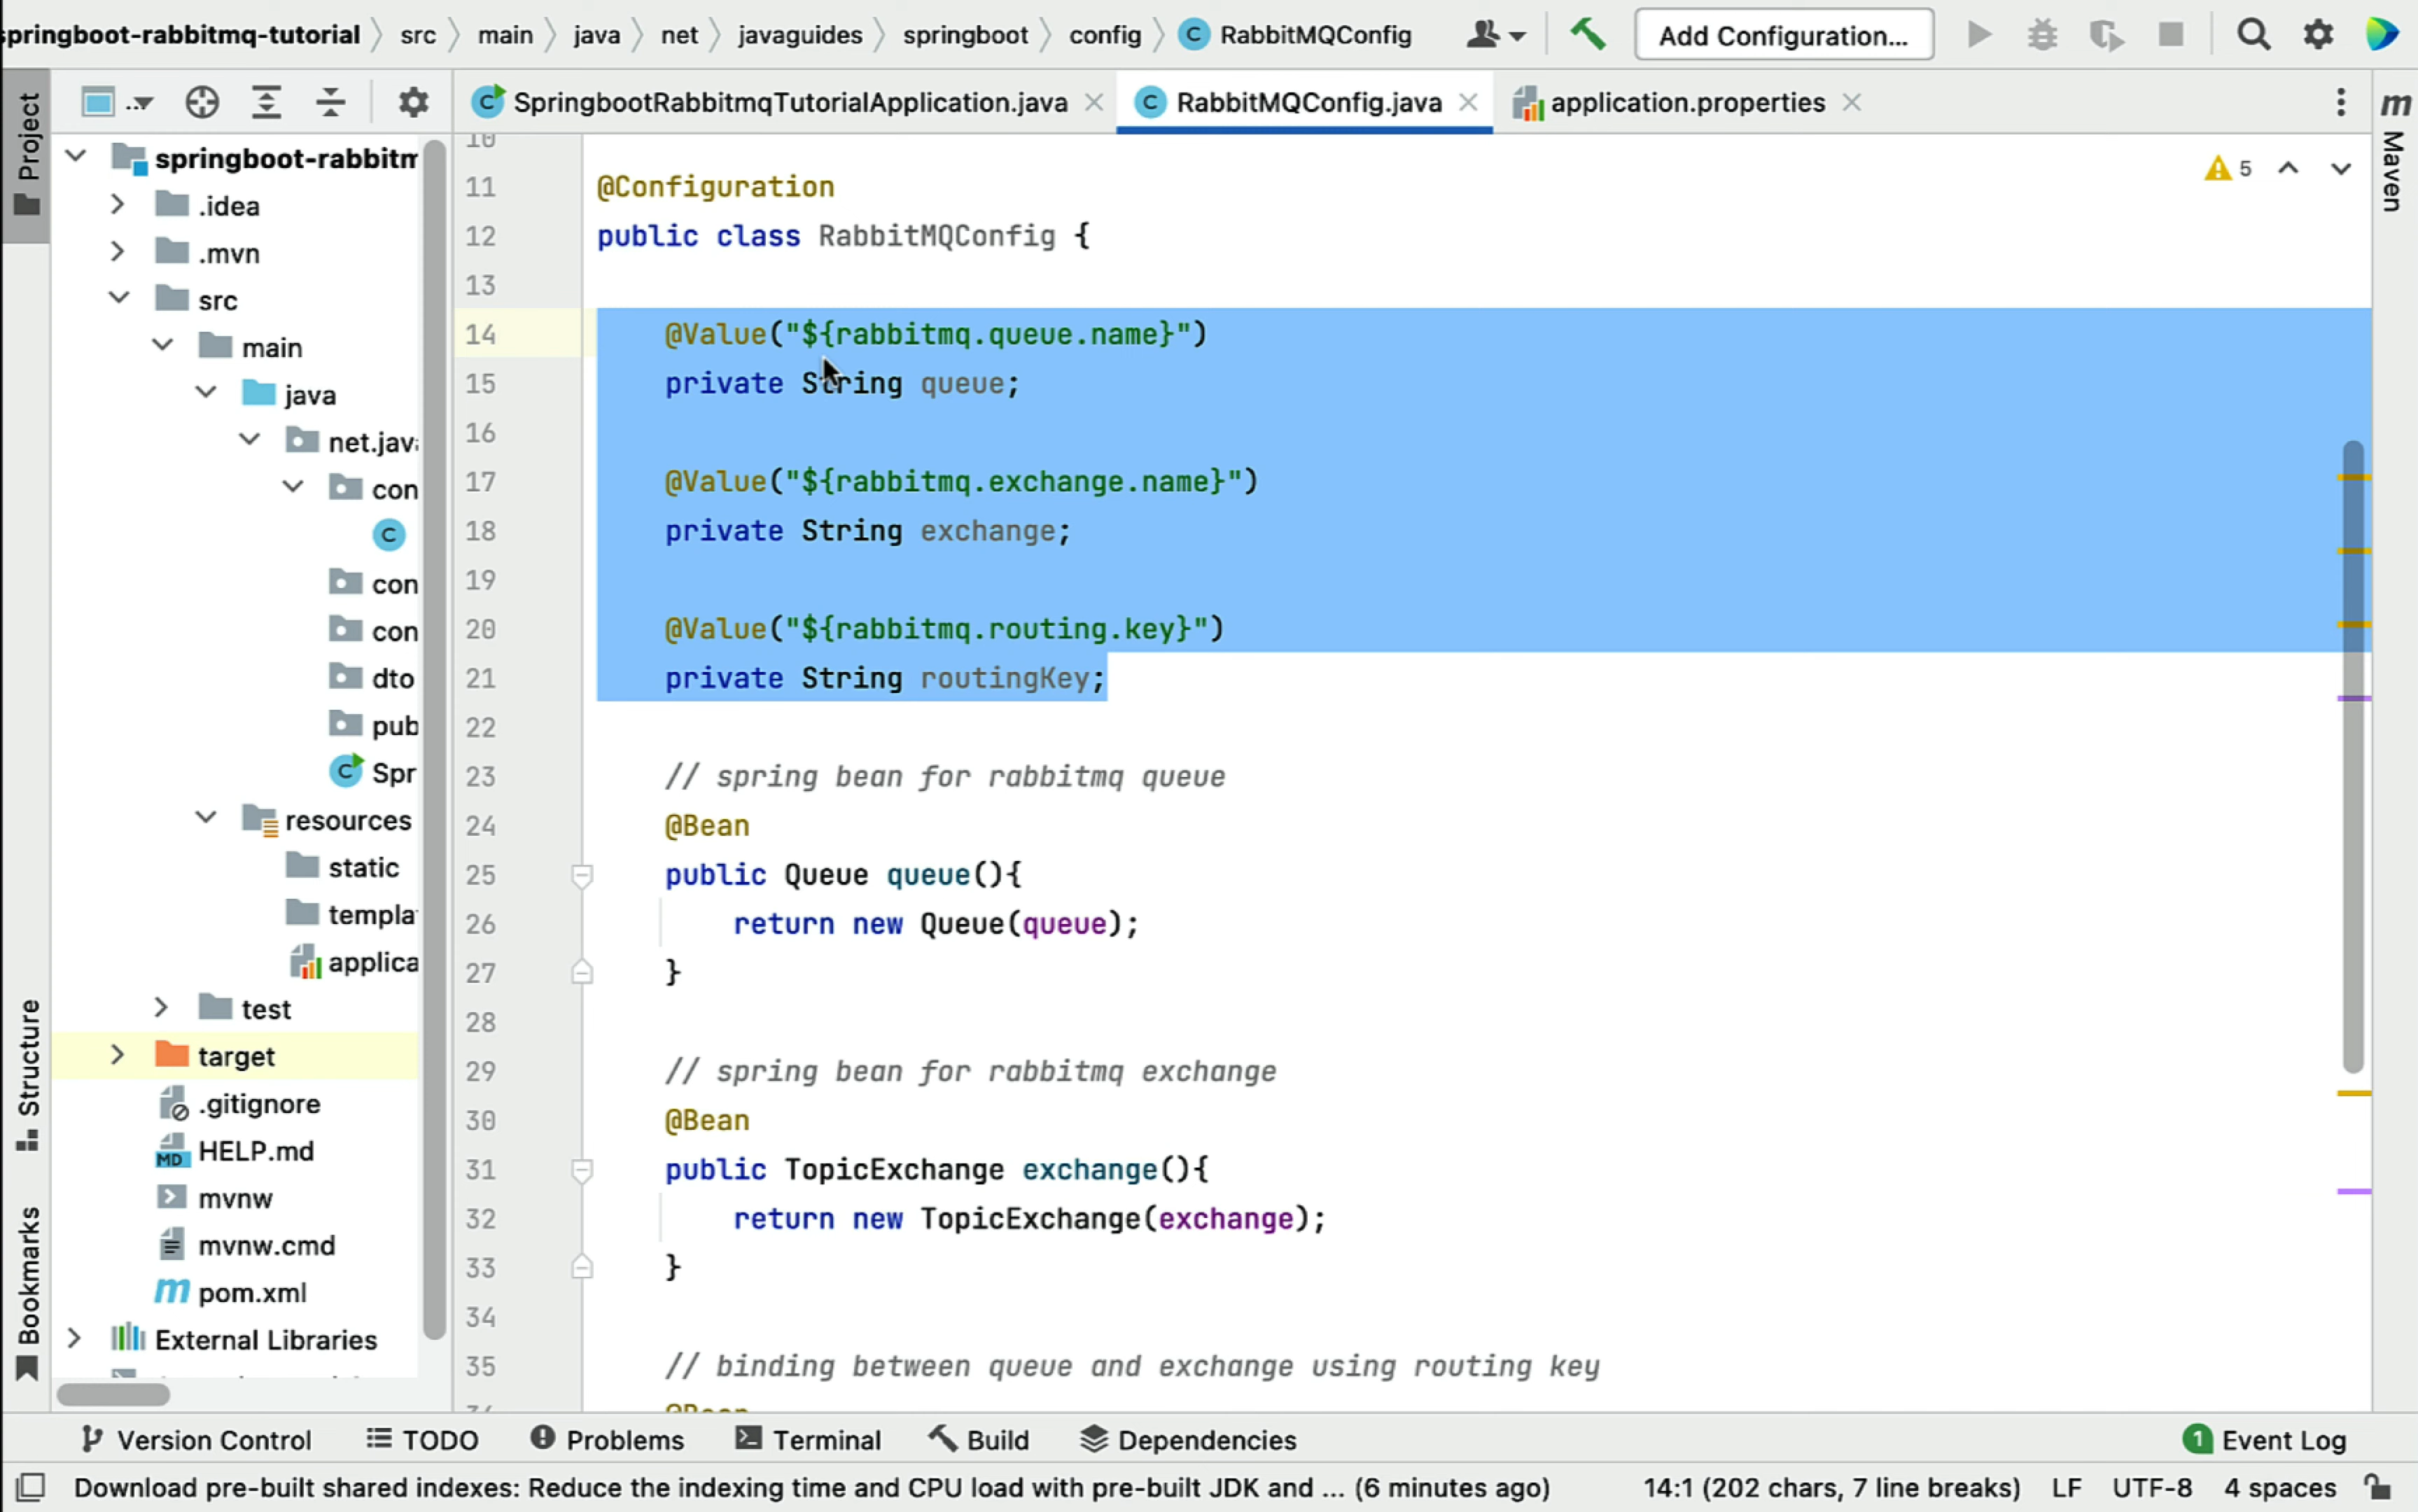 springboot-rabbitmq-tutorial src main java net javaguides springboot config RabbitMQConfig Add Configuration...
Project
SpringbootRabbitmqTutorialApplication.java RabbitMQConfig.java application.properties
Maven
5
springboot-rabbitm
.idea
.mvn
src
main
java
net.jav
con
con
con
dto
pub
Spr
resources
static
templa
applica
test
target
.gitignore
HELP.md
mvnw
mvnw.cmd
pom.xml
External Libraries
Structure
Bookmarks
10
11 @Configuration
12 public class RabbitMQConfig {
13
14 @Value("${rabbitmq.queue.name}")
15 private String queue;
16
17 @Value("${rabbitmq.exchange.name}")
18 private String exchange;
19
20 @Value("${rabbitmq.routing.key}")
21 private String routingKey;
22
23 // spring bean for rabbitmq queue
24 @Bean
25 public Queue queue(){
26 return new Queue(queue);
27 }
28
29 // spring bean for rabbitmq exchange
30 @Bean
31 public TopicExchange exchange(){
32 return new TopicExchange(exchange);
33 }
34
35 // binding between queue and exchange using routing key
@Bean
Version Control TODO Problems Terminal Build Dependencies 1 Event Log
Download pre-built shared indexes: Reduce the indexing time and CPU load with pre-built JDK and ... (6 minutes ago) 14:1 (202 chars, 7 line breaks) LF UTF-8 4 spaces